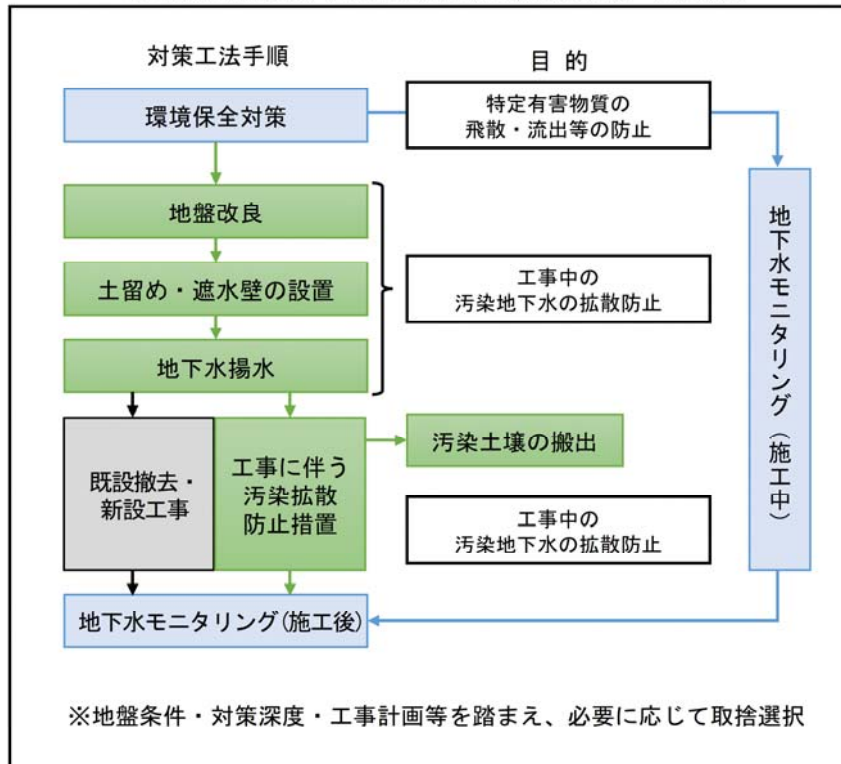 対策工法手順
目 的
環境保全対策
特定有害物質の
飛散・流出等の防止
地盤改良
土留め・遮水壁の設置
地下水揚水
工事中の
汚染地下水の拡散防止
既設撤去・
新設工事
工事に伴う
汚染拡散
防止措置
汚染土壌の搬出
工事中の
汚染地下水の拡散防止
地下水モニタリング（施工中）
地下水モニタリング(施工後)
※地盤条件・対策深度・工事計画等を踏まえ、必要に応じて取捨選択